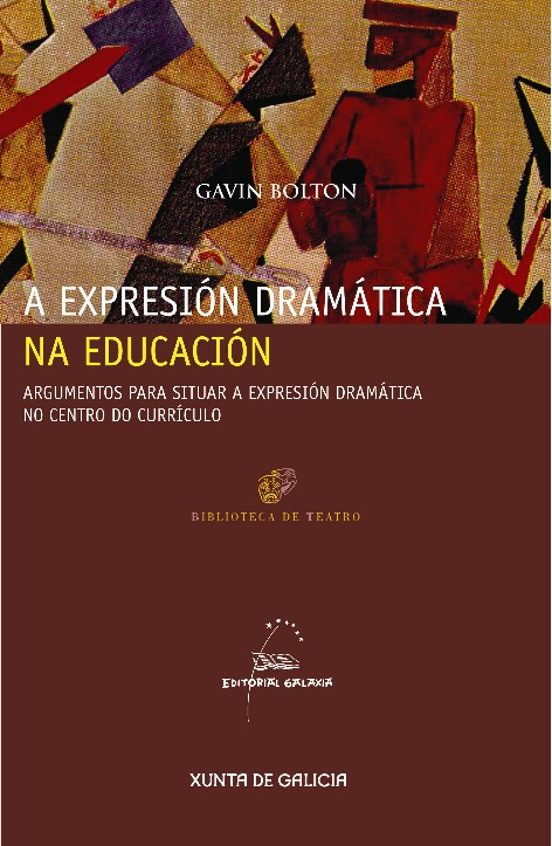 GAVIN BOLTON
A EXPRESIÓN DRAMÁTICA
NA EDUCACIÓN
ARGUMENTOS PARA SITUAR A EXPRESIÓN DRAMÁTICA
NO CENTRO DO CURRÍCULO
BIBLIOTECA DE TEATRO
EDITORIAL GALAXIA
XUNTA DE GALICIA